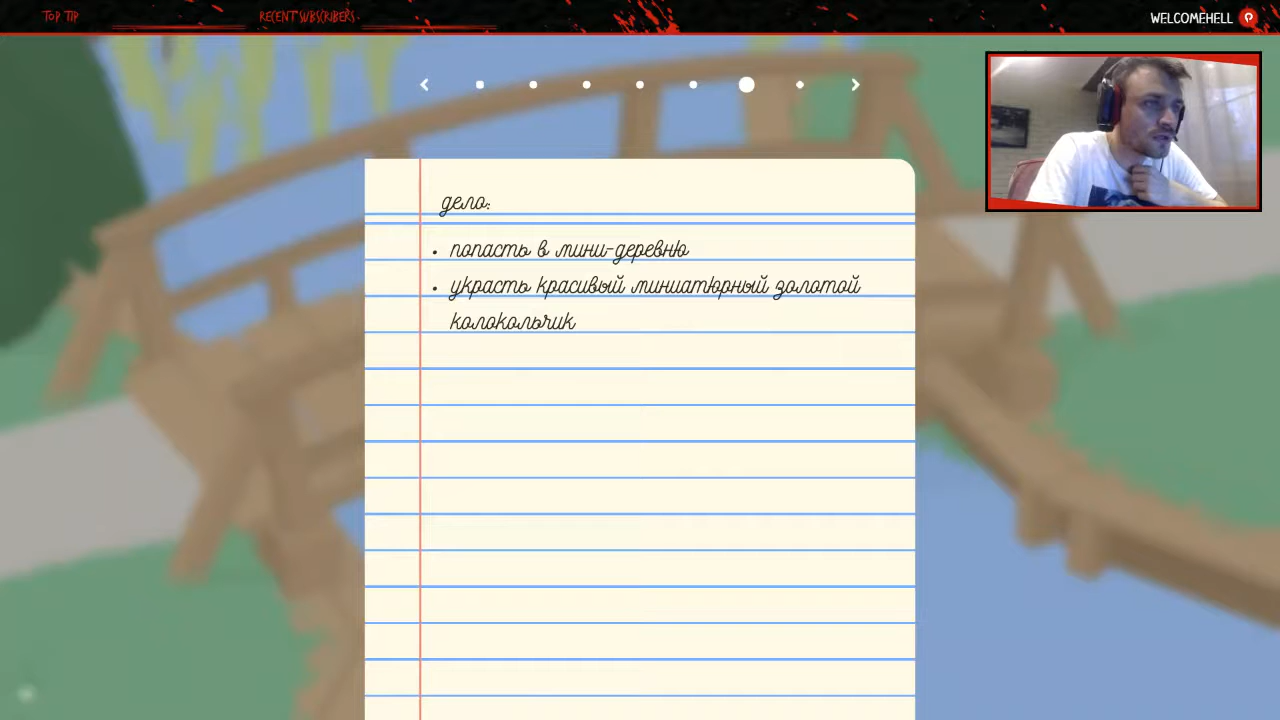 TOP TIP
RECENT SUBSCRIBERS
WELCOMEHELL
дело:
• попасть в мини-деревню
• украсть красивый миниатюрный золотой
колокольчик